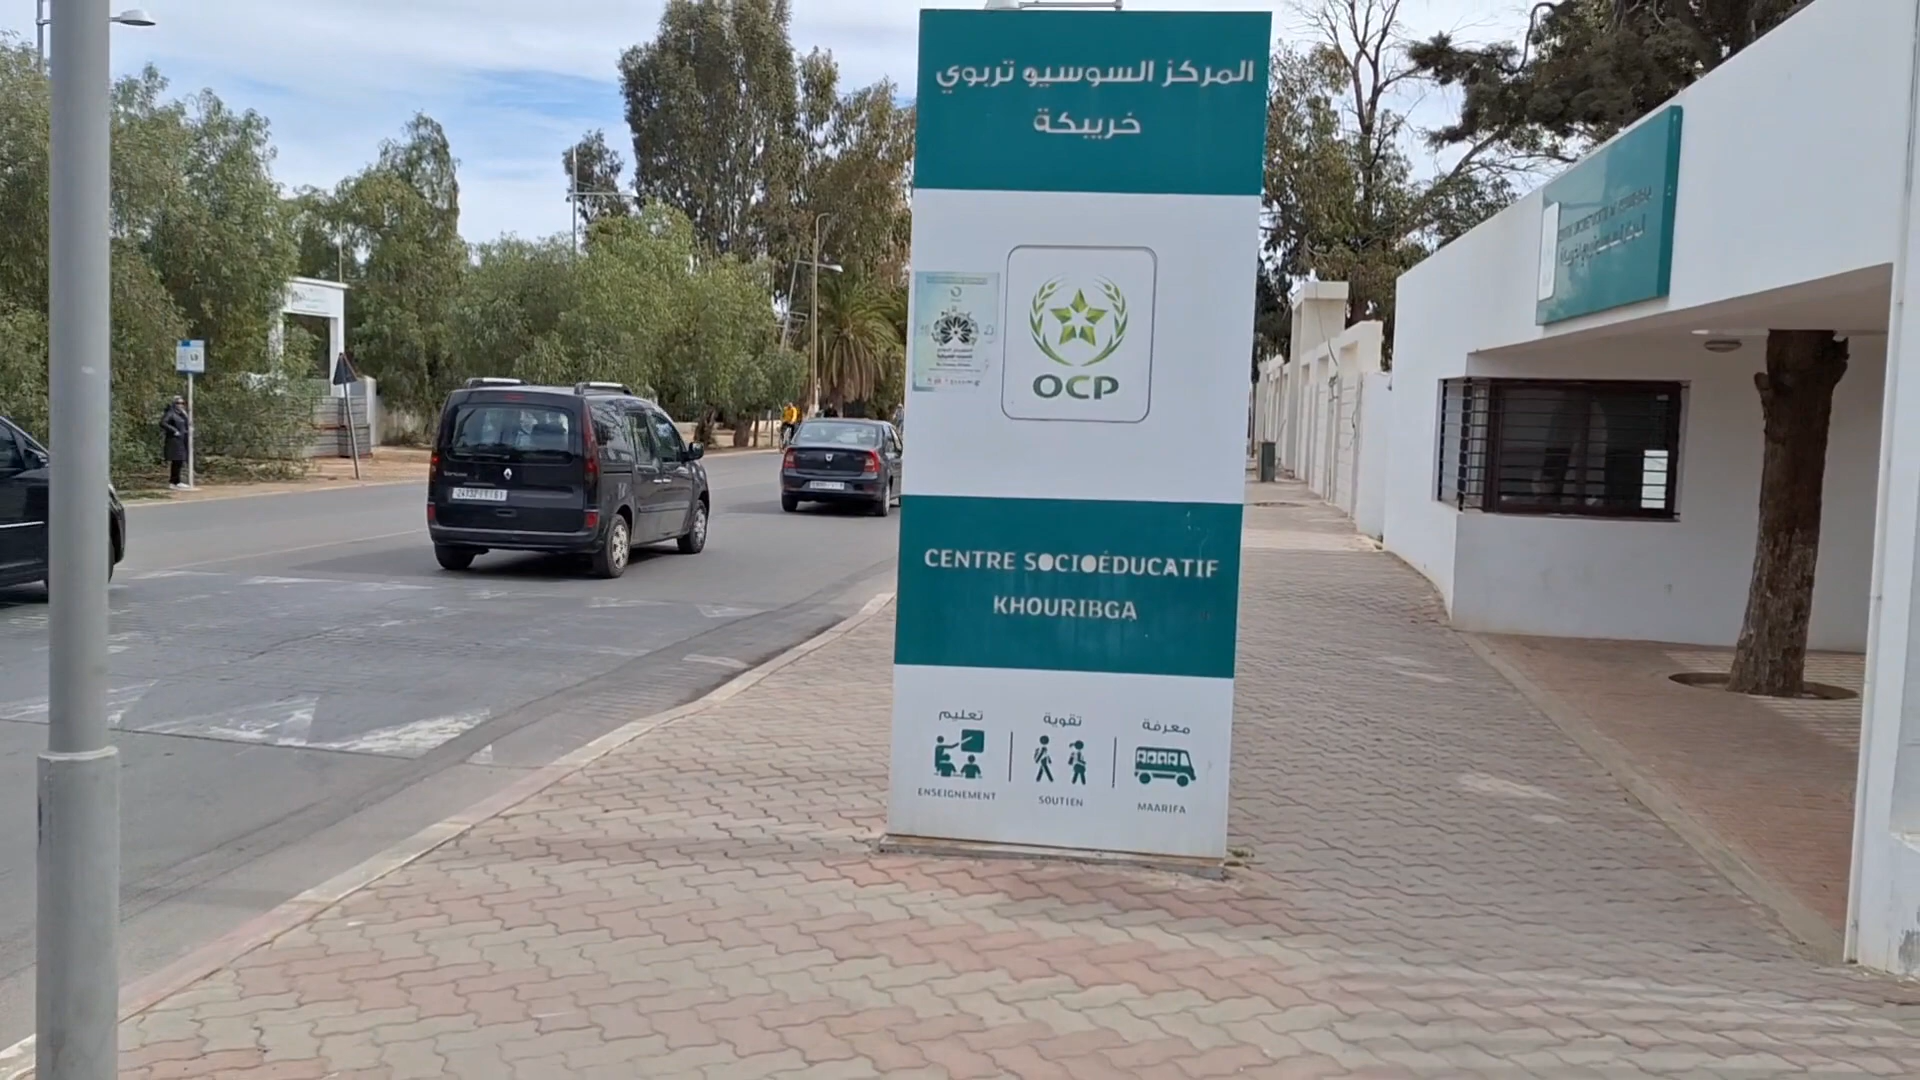 المركز السوسيو تربوي
خريبكة
OCP
CENTRE SOCIOÉDUCATIF
KHOURIBGA
تعليم
تقوية
معرفة
ENSEIGNEMENT
SOUTIEN
MAARIFA